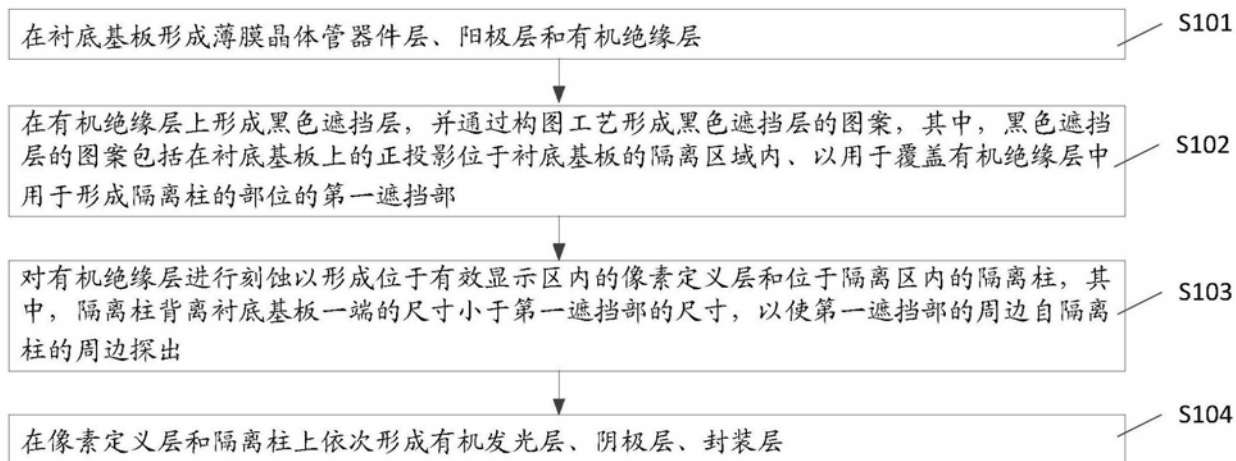 在衬底基板形成薄膜晶体管器件层、阳极层和有机绝缘层
S101
在有机绝缘层上形成黑色遮挡层，并通过构图工艺形成黑色遮挡层的图案，其中，黑色遮挡
层的图案包括在衬底基板上的正投影位于衬底基板的隔离区域内、以用于覆盖有机绝缘层中
用于形成隔离柱的部位的第一遮挡部
S102
对有机绝缘层进行刻蚀以形成位于有效显示区内的像素定义层和位于隔离区内的隔离柱，其
中，隔离柱背离衬底基板一端的尺寸小于第一遮挡部的尺寸，以使第一遮挡部的周边自隔离
柱的周边探出
S103
在像素定义层和隔离柱上依次形成有机发光层、阴极层、封装层
S104